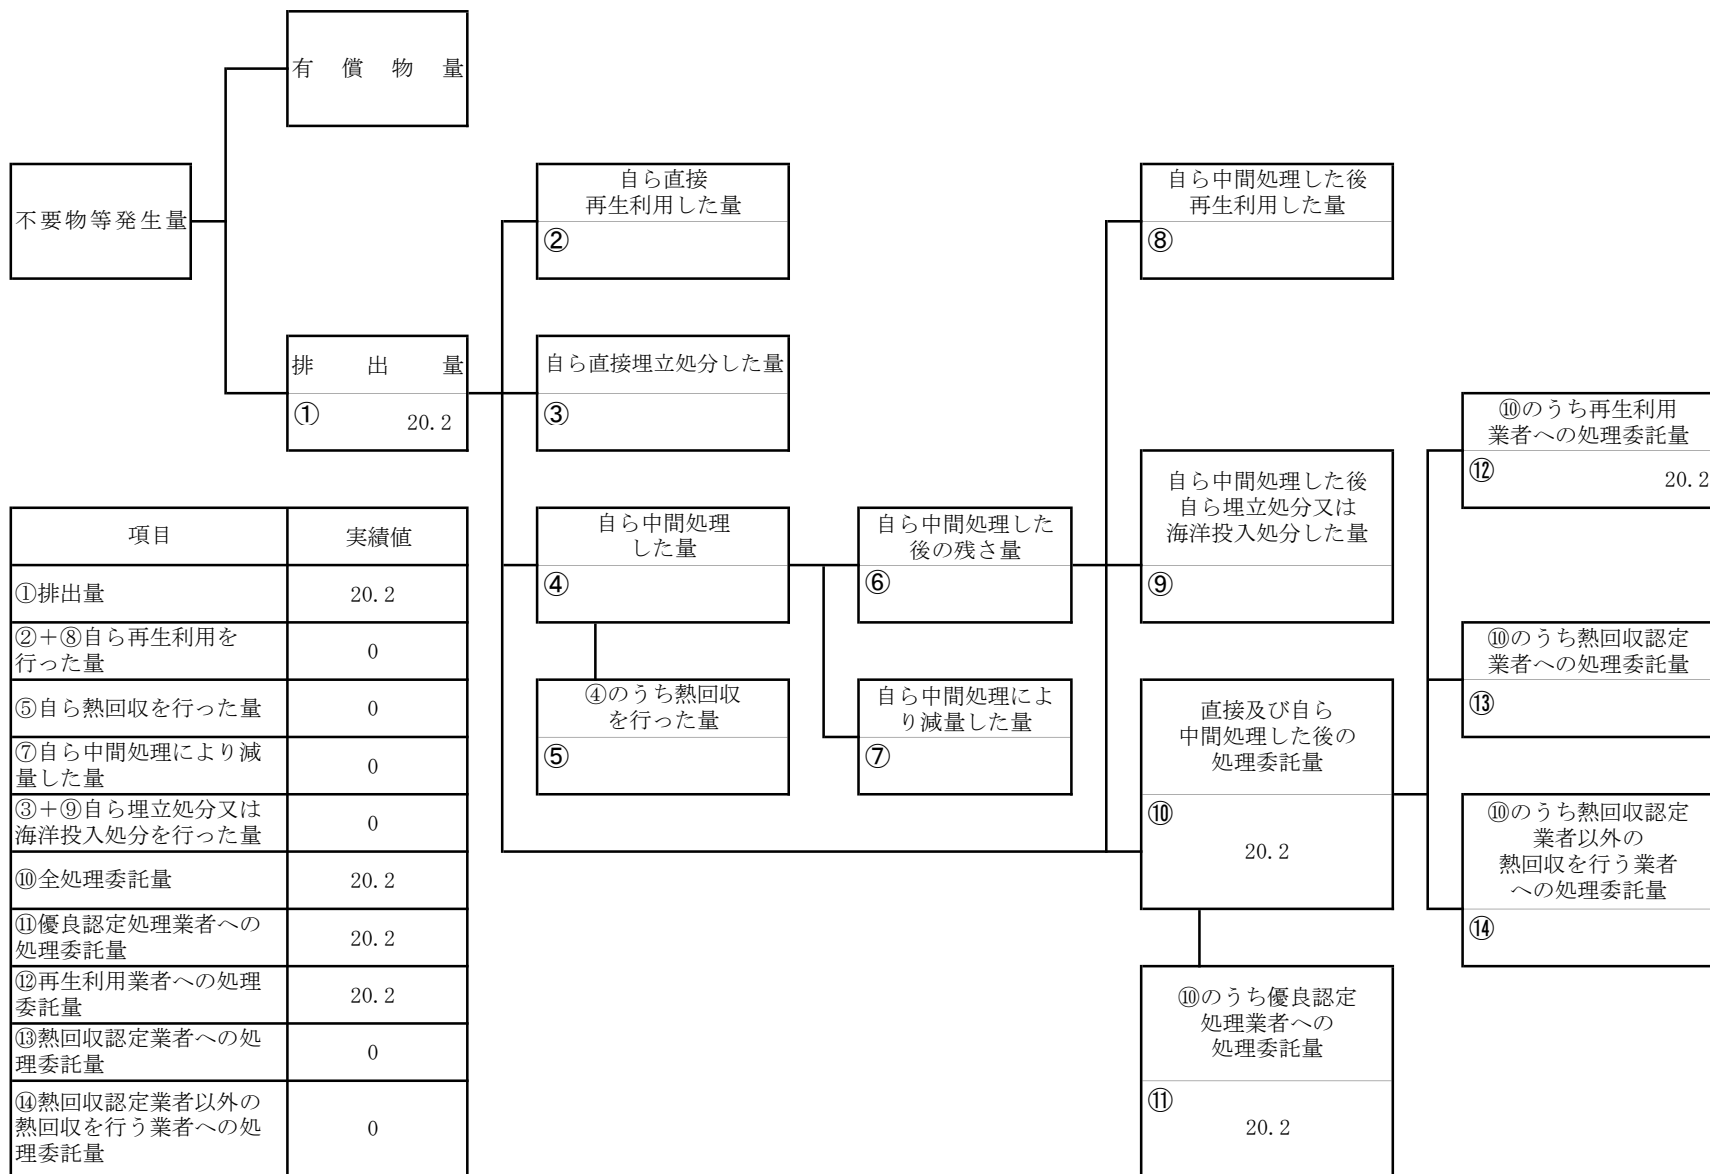 有償物量
不要物等発生量
排出量
① 20.2
自ら直接
再生利用した量
②
自ら直接埋立処分した量
③
自ら中間処理
した量
④
④のうち熱回収
を行った量
⑤
自ら中間処理した
後の残さ量
⑥
自ら中間処理によ
り減量した量
⑦
自ら中間処理した後
再生利用した量
⑧
自ら中間処理した後
自ら埋立処分又は
海洋投入処分した量
⑨
直接及び自ら
中間処理した後の
処理委託量
⑩
20.2
⑩のうち優良認定
処理業者への
処理委託量
⑪
20.2
⑩のうち再生利用
業者への処理委託量
⑫ 20.2
⑩のうち熱回収認定
業者への処理委託量
⑬
⑩のうち熱回収認定
業者以外の
熱回収を行う業者
への処理委託量
⑭
項目 実績値
①排出量 20.2
②+⑧自ら再生利用を
行った量 0
⑤自ら熱回収を行った量 0
⑦自ら中間処理により減
量した量 0
③+⑨自ら埋立処分又は
海洋投入処分を行った量 0
⑩全処理委託量 20.2
⑪優良認定処理業者への
処理委託量 20.2
⑫再生利用業者への処理
委託量 20.2
⑬熱回収認定業者への処
理委託量 0
⑭熱回収認定業者以外の
熱回収を行う業者への処
理委託量 0